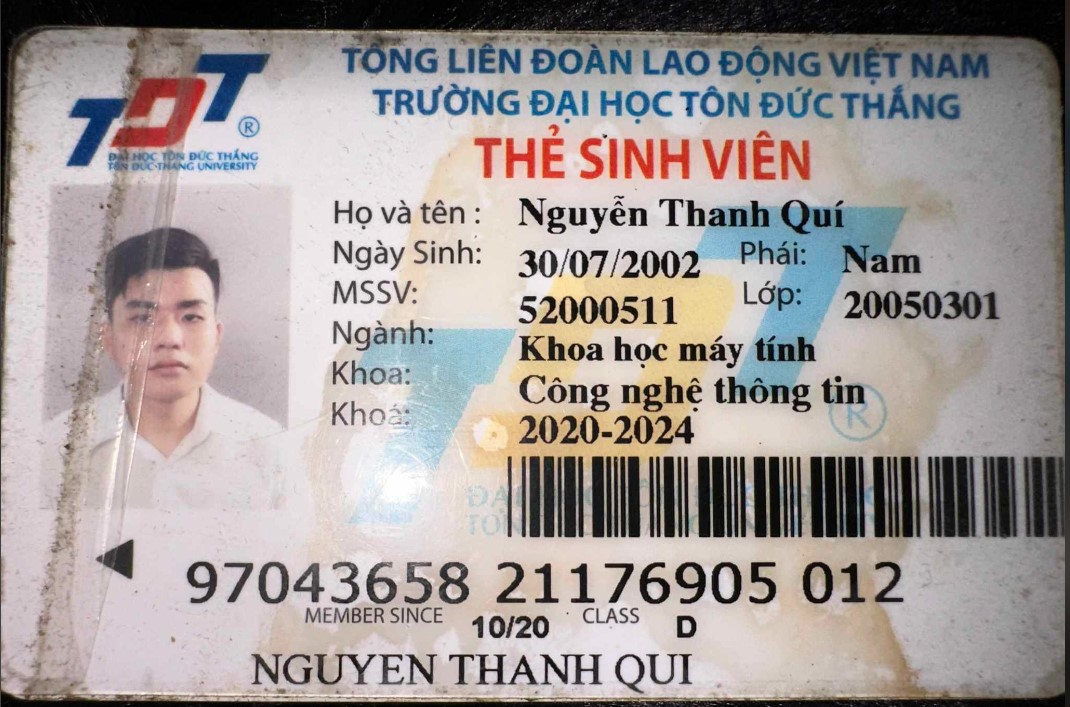 TDT ®
ĐẠI HỌC TÔN ĐỨC THẮNG
TON DUC THANG UNIVERSITY
TỔNG LIÊN ĐOÀN LAO ĐỘNG VIỆT NAM
TRƯỜNG ĐẠI HỌC TÔN ĐỨC THẮNG
THẺ SINH VIÊN
Họ và tên : Nguyễn Thanh Quí
Ngày Sinh: 30/07/2002 Phái: Nam
MSSV: 52000511 Lớp: 20050301
Ngành: Khoa học máy tính
Khoa: Công nghệ thông tin
Khoá: 2020-2024
®
97043658 21176905 012
MEMBER SINCE 10/20 CLASS D
NGUYEN THANH QUI